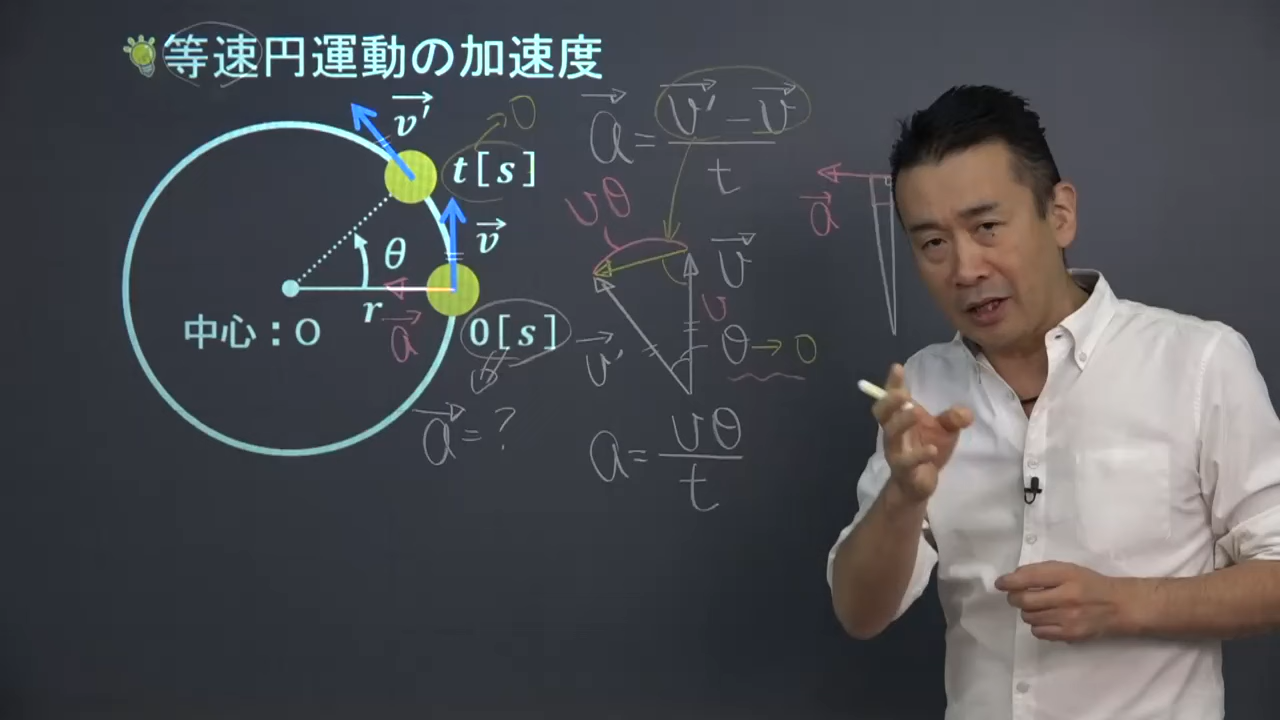 等速円運動の加速度
v'
t[s]
→ 0
v
θ
r
a
中心：O
0[s]
a = ?
a = v' - v / t
vθ
v
v
v'
θ → 0
a = vθ / t
a